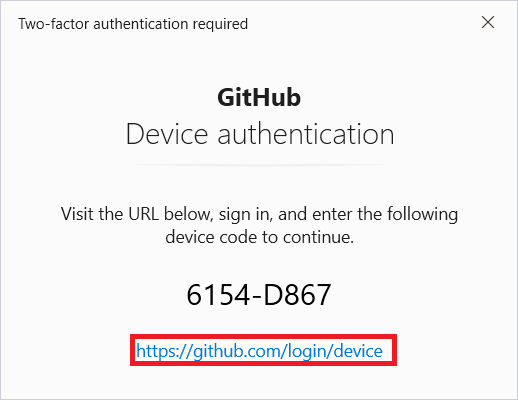 Two-factor authentication required
GitHub
Device authentication
Visit the URL below, sign in, and enter the following
device code to continue.
6154-D867
https://github.com/login/device